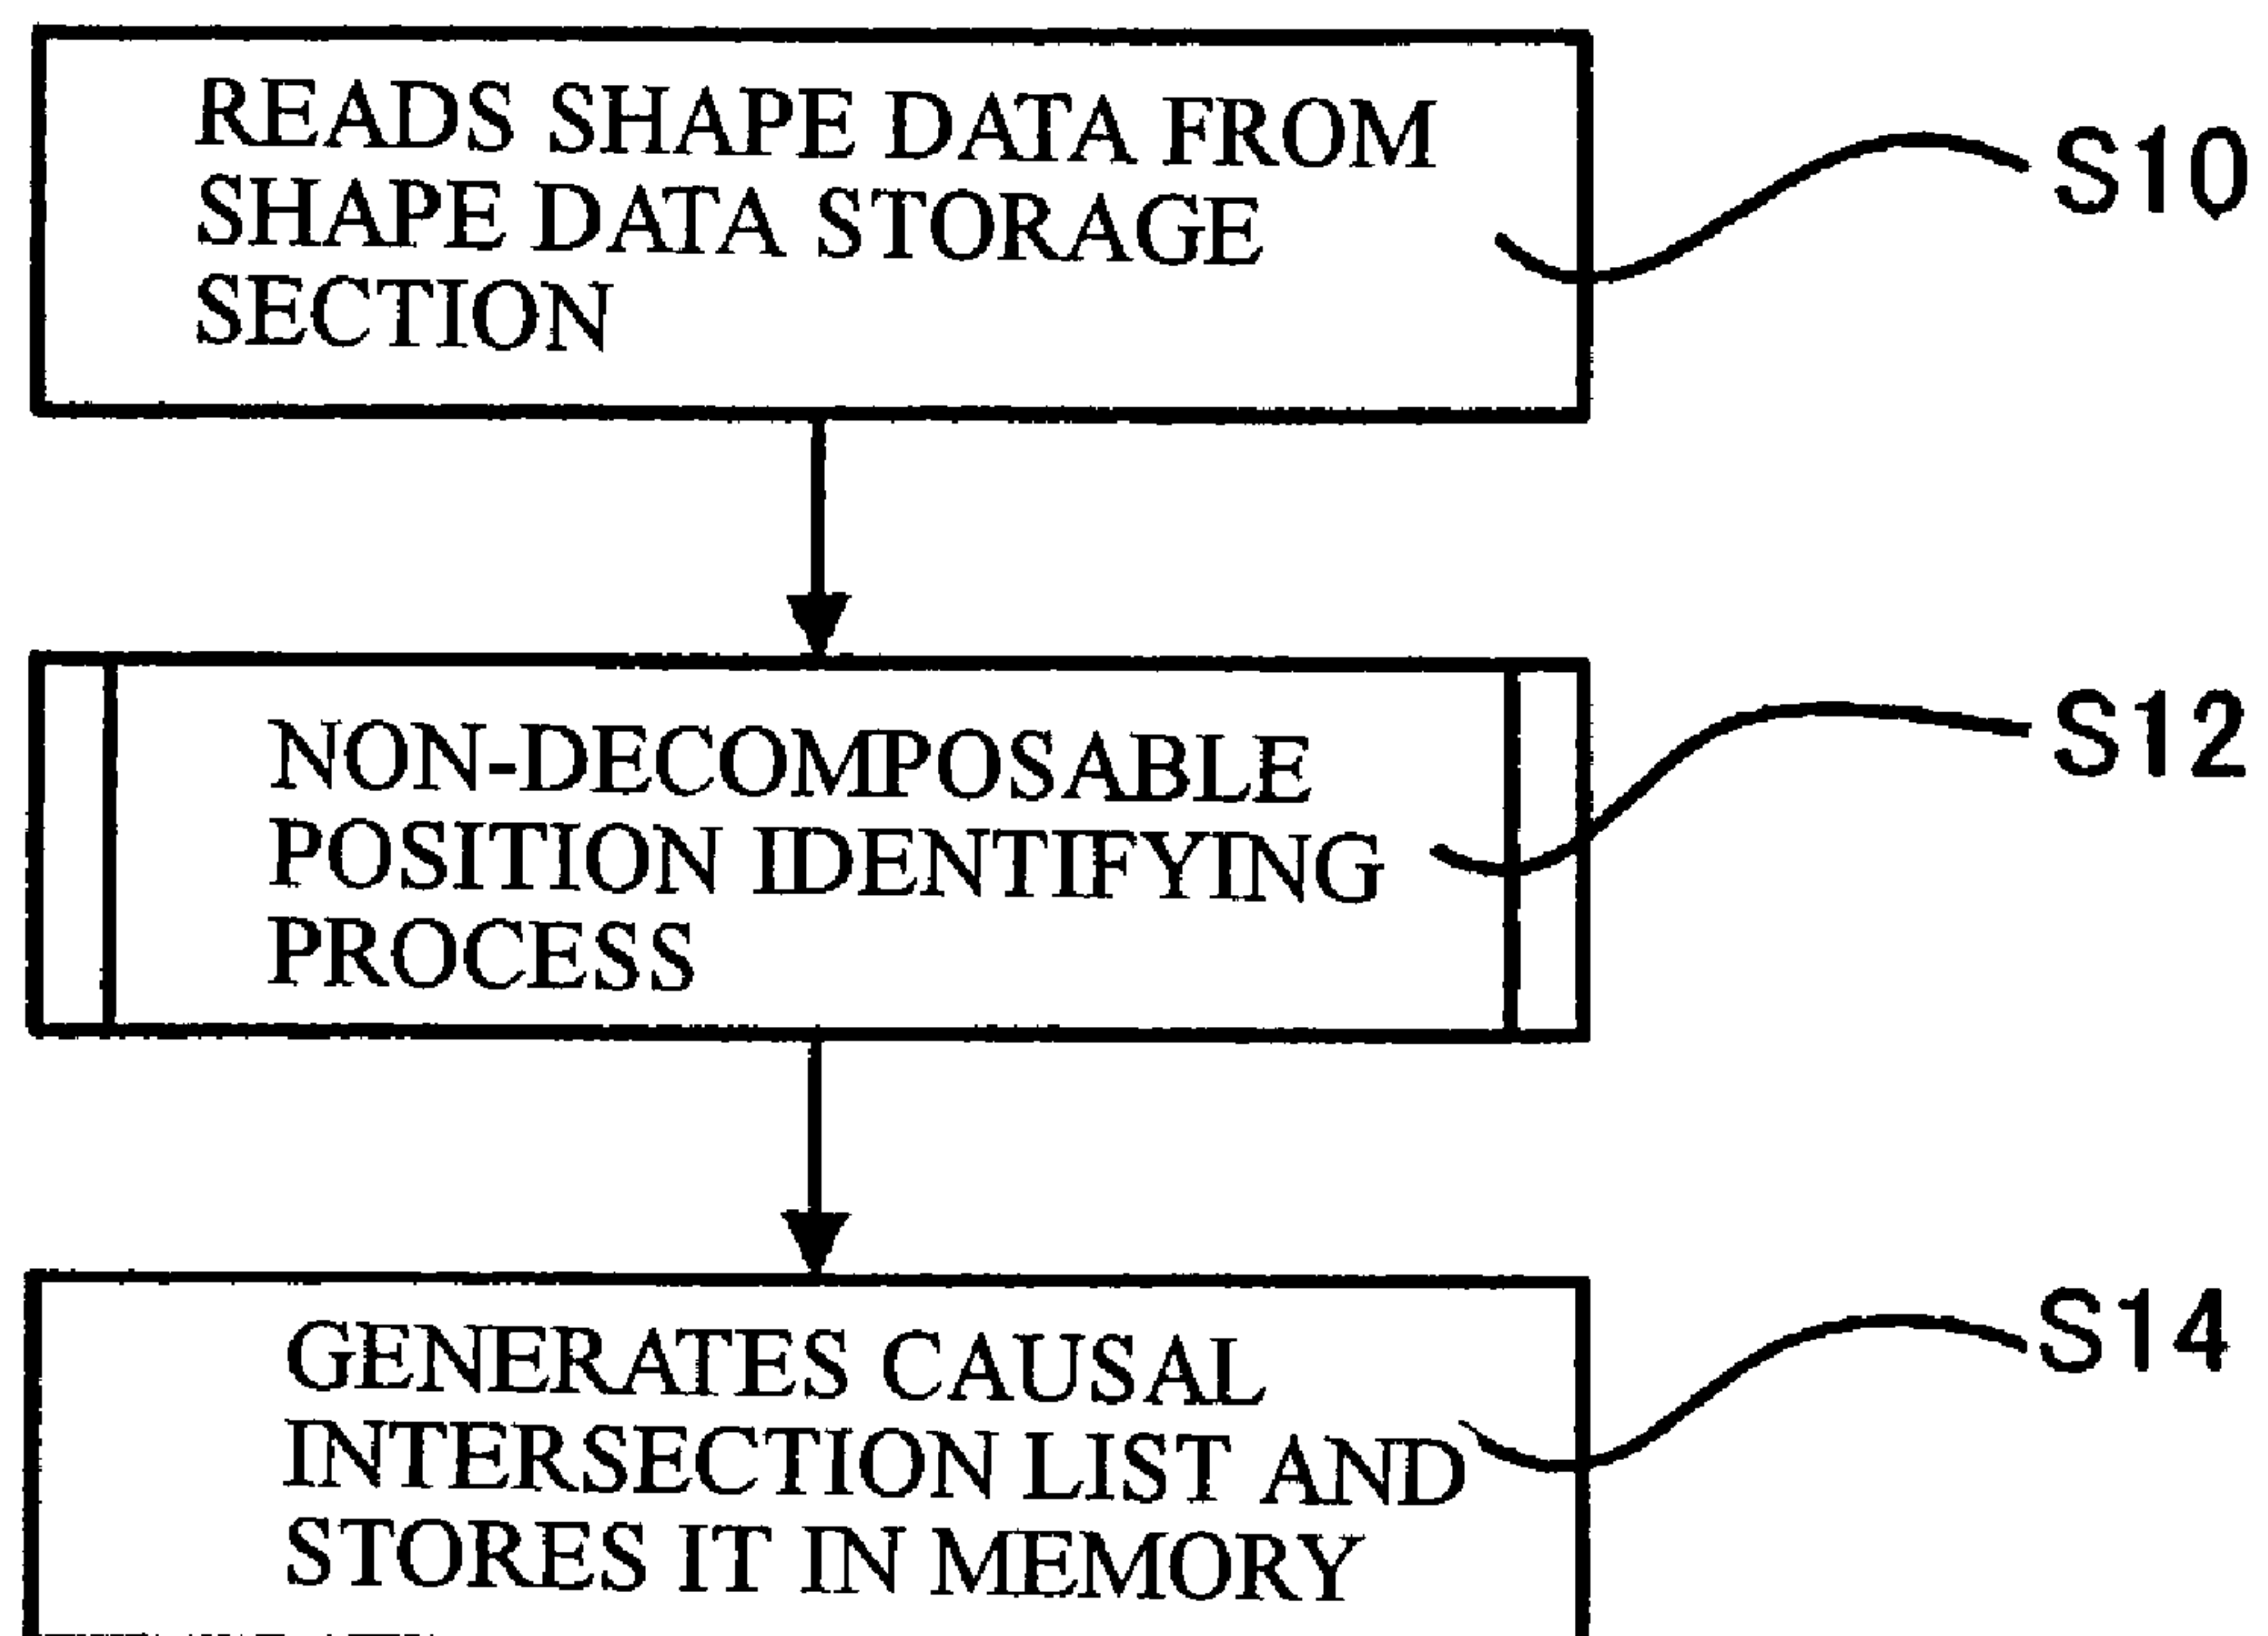 READS SHAPE DATA FROM
SHAPE DATA STORAGE
SECTION
S10
NON-DECOMPOSABLE
POSITION IDENTIFYING
PROCESS
S12
GENERATES CAUSAL
INTERSECTION LIST AND
STORES IT IN MEMORY
S14